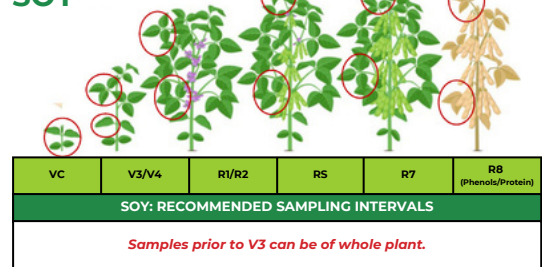 SOY
VC V3/V4 R1/R2 RS R7 R8
(Phenols/Protein)
SOY: RECOMMENDED SAMPLING INTERVALS
Samples prior to V3 can be of whole plant.